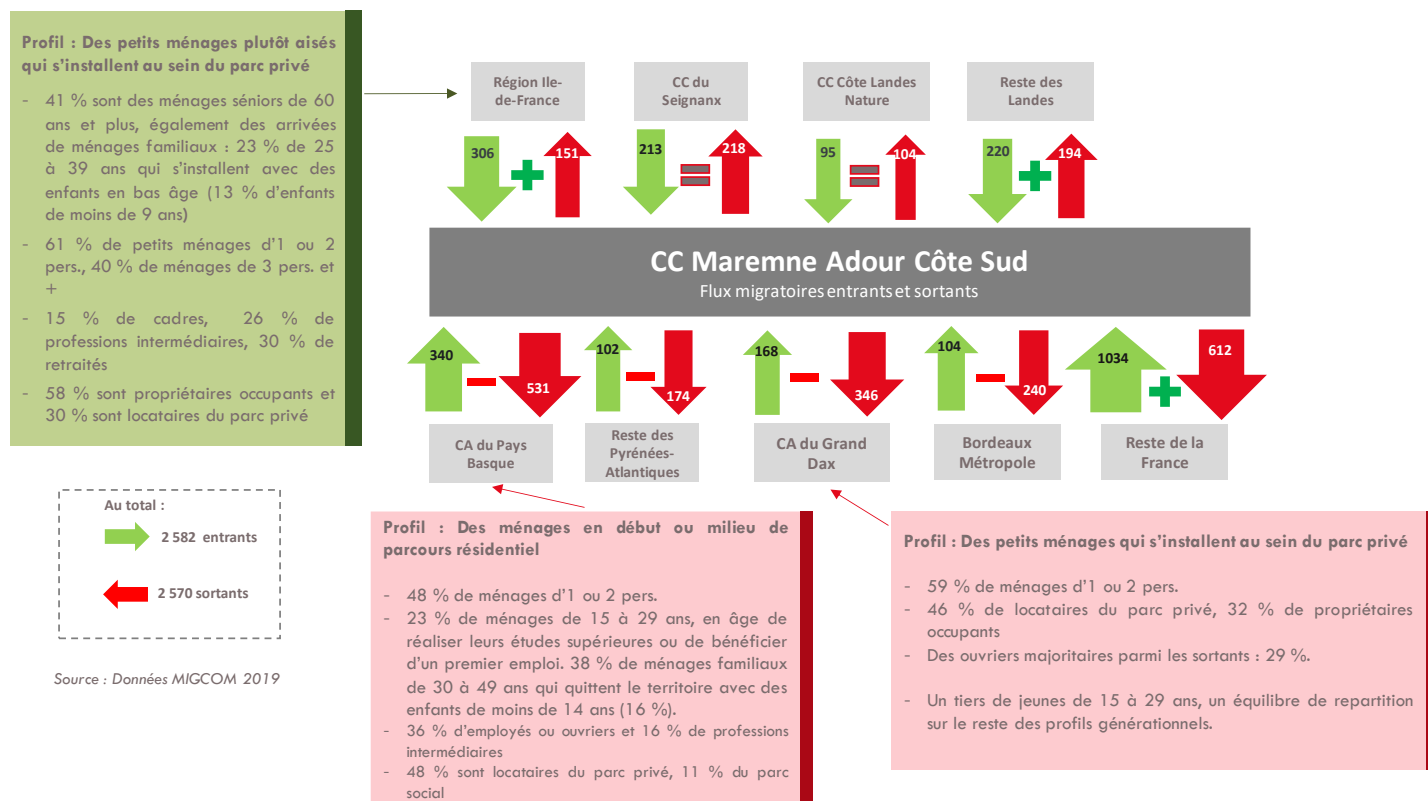 Profil : Des petits ménages plutôt aisés
qui s'installent au sein du parc privé
- 41 % sont des ménages séniors de 60
ans et plus, également des arrivées
de ménages familiaux : 23 % de 25
à 39 ans qui s'installent avec des
enfants en bas âge (13 % d'enfants
de moins de 9 ans)
- 61 % de petits ménages d'1 ou 2
pers., 40 % de ménages de 3 pers. et
+
- 15 % de cadres, 26 % de
professions intermédiaires, 30 % de
retraités
- 58 % sont propriétaires occupants et
30 % sont locataires du parc privé
Région Ile-
de-France
CC du
Seignanx
CC Côte Landes
Nature
Reste des
Landes
306
151
213
218
95
104
220
194
CC Maremne Adour Côte Sud
Flux migratoires entrants et sortants
340
531
102
174
168
346
104
240
1034
612
CA du Pays
Basque
Reste des
Pyrénées-
Atlantiques
CA du Grand
Dax
Bordeaux
Métropole
Reste de la
France
Au total :
2 582 entrants
2 570 sortants
Source : Données MIGCOM 2019
Profil : Des ménages en début ou milieu de
parcours résidentiel
- 48 % de ménages d'1 ou 2 pers.
- 23 % de ménages de 15 à 29 ans, en âge de
réaliser leurs études supérieures ou de bénéficier
d'un premier emploi. 38 % de ménages familiaux
de 30 à 49 ans qui quittent le territoire avec des
enfants de moins de 14 ans (16 %).
- 36 % d'employés ou ouvriers et 16 % de professions
intermédiaires
- 48 % sont locataires du parc privé, 11 % du parc
social
Profil : Des petits ménages qui s'installent au sein du parc privé
- 59 % de ménages d'1 ou 2 pers.
- 46 % de locataires du parc privé, 32 % de propriétaires
occupants
- Des ouvriers majoritaires parmi les sortants : 29 %.
- Un tiers de jeunes de 15 à 29 ans, un équilibre de repartition
sur le reste des profils générationnels.